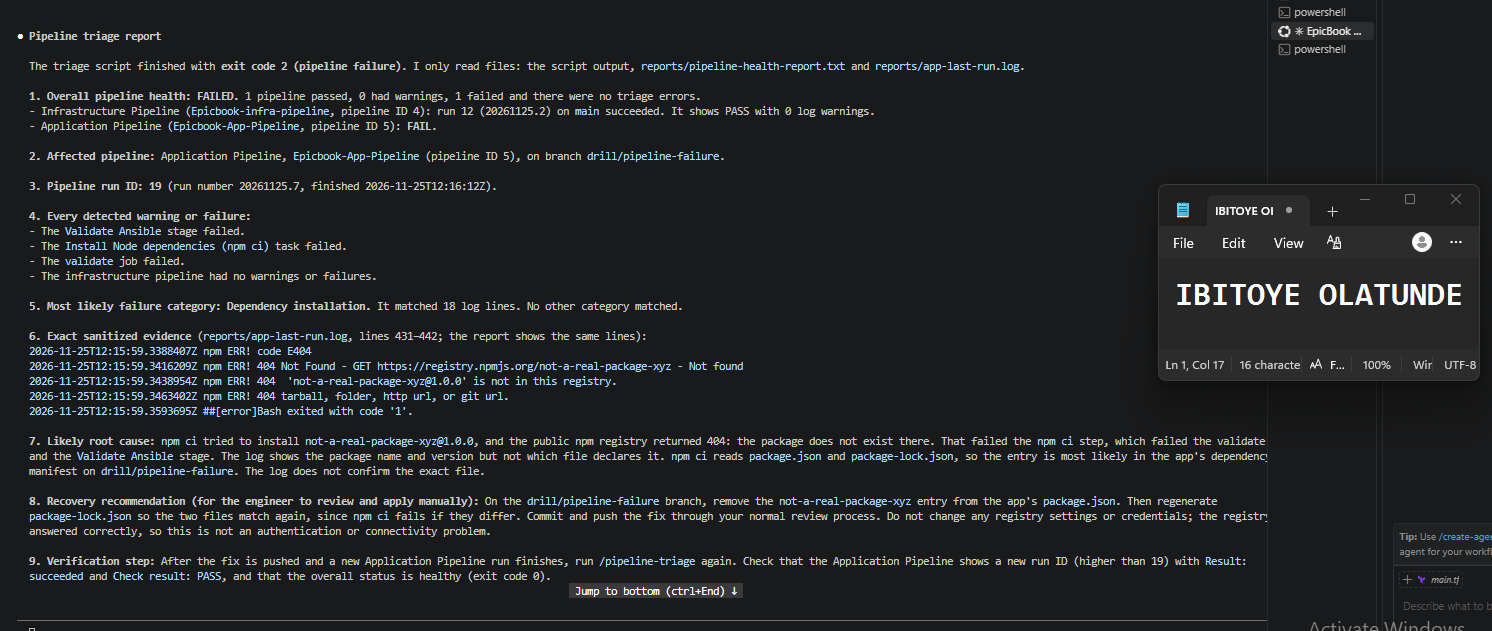 ● Pipeline triage report
The triage script finished with exit code 2 (pipeline failure). I only read files: the script output, reports/pipeline-health-report.txt and reports/app-last-run.log.
1. Overall pipeline health: FAILED. 1 pipeline passed, 0 had warnings, 1 failed and there were no triage errors.
- Infrastructure Pipeline (Epicbook-infra-pipeline, pipeline ID 4): run 12 (20261125.2) on main succeeded. It shows PASS with 0 log warnings.
- Application Pipeline (Epicbook-App-Pipeline, pipeline ID 5): FAIL.
2. Affected pipeline: Application Pipeline, Epicbook-App-Pipeline (pipeline ID 5), on branch drill/pipeline-failure.
3. Pipeline run ID: 19 (run number 20261125.7, finished 2026-11-25T12:16:12Z).
4. Every detected warning or failure:
- The Validate Ansible stage failed.
- The Install Node dependencies (npm ci) task failed.
- The validate job failed.
- The infrastructure pipeline had no warnings or failures.
5. Most likely failure category: Dependency installation. It matched 18 log lines. No other category matched.
6. Exact sanitized evidence (reports/app-last-run.log, lines 431–442; the report shows the same lines):
2026-11-25T12:15:59.3388407Z npm ERR! code E404
2026-11-25T12:15:59.3416209Z npm ERR! 404 Not Found - GET https://registry.npmjs.org/not-a-real-package-xyz - Not found
2026-11-25T12:15:59.3438954Z npm ERR! 404  'not-a-real-package-xyz@1.0.0' is not in this registry.
2026-11-25T12:15:59.3463402Z npm ERR! 404 tarball, folder, http url, or git url.
2026-11-25T12:15:59.3593695Z ##[error]Bash exited with code '1'.
7. Likely root cause: npm ci tried to install not-a-real-package-xyz@1.0.0, and the public npm registry returned 404: the package does not exist there. That failed the npm ci step, which failed the validate
and the Validate Ansible stage. The log shows the package name and version but not which file declares it. npm ci reads package.json and package-lock.json, so the entry is most likely in the app's dependency
manifest on drill/pipeline-failure. The log does not confirm the exact file.
8. Recovery recommendation (for the engineer to review and apply manually): On the drill/pipeline-failure branch, remove the not-a-real-package-xyz entry from the app's package.json. Then regenerate
package-lock.json so the two files match again, since npm ci fails if they differ. Commit and push the fix through your normal review process. Do not change any registry settings or credentials; the registry
answered correctly, so this is not an authentication or connectivity problem.
9. Verification step: After the fix is pushed and a new Application Pipeline run finishes, run /pipeline-triage again. Check that the Application Pipeline shows a new run ID (higher than 19) with Result:
succeeded and Check result: PASS, and that the overall status is healthy (exit code 0).
Jump to bottom (ctrl+End) ↓
powershell
✳ EpicBook ...
powershell
IBITOYE OI
File Edit View
IBITOYE OLATUNDE
Ln 1, Col 17 16 characte F... 100% Wir UTF-8
Tip: Use /create-agen
agent for your workfl
main.tf
Describe what to b
Activate Windows